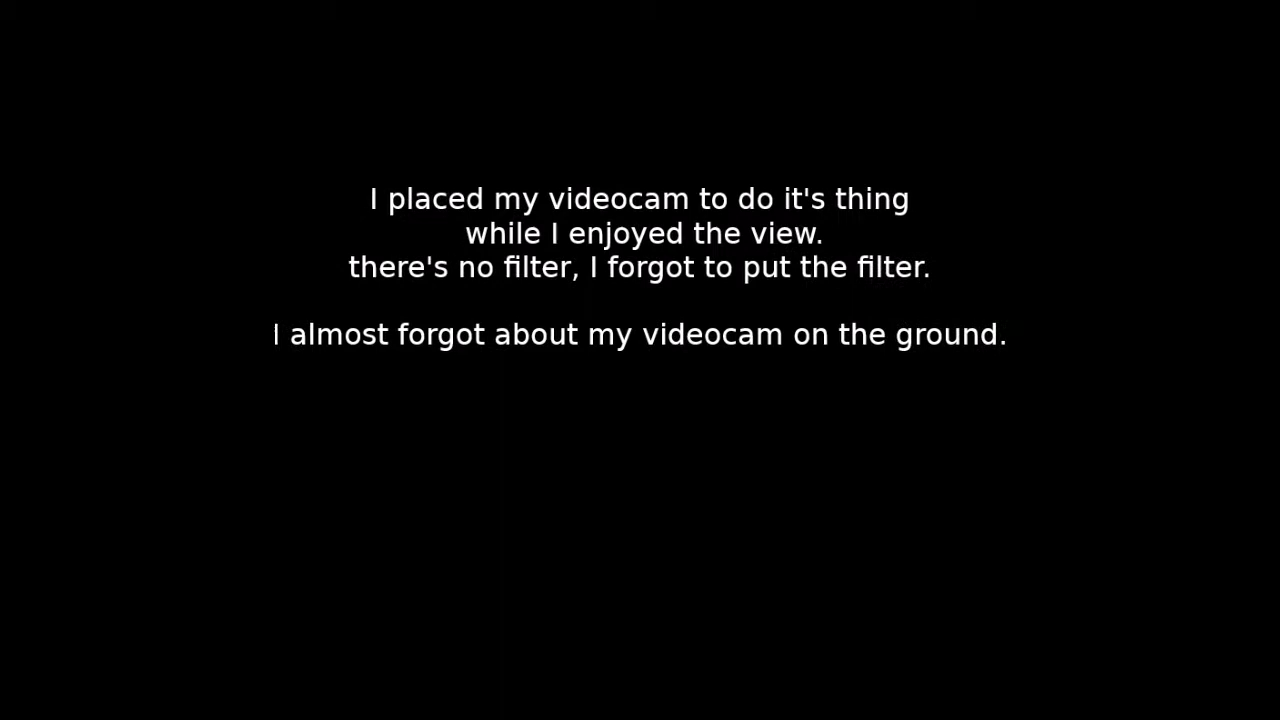 I placed my videocam to do it's thing
while I enjoyed the view.
there's no filter, I forgot to put the filter.
I almost forgot about my videocam on the ground.